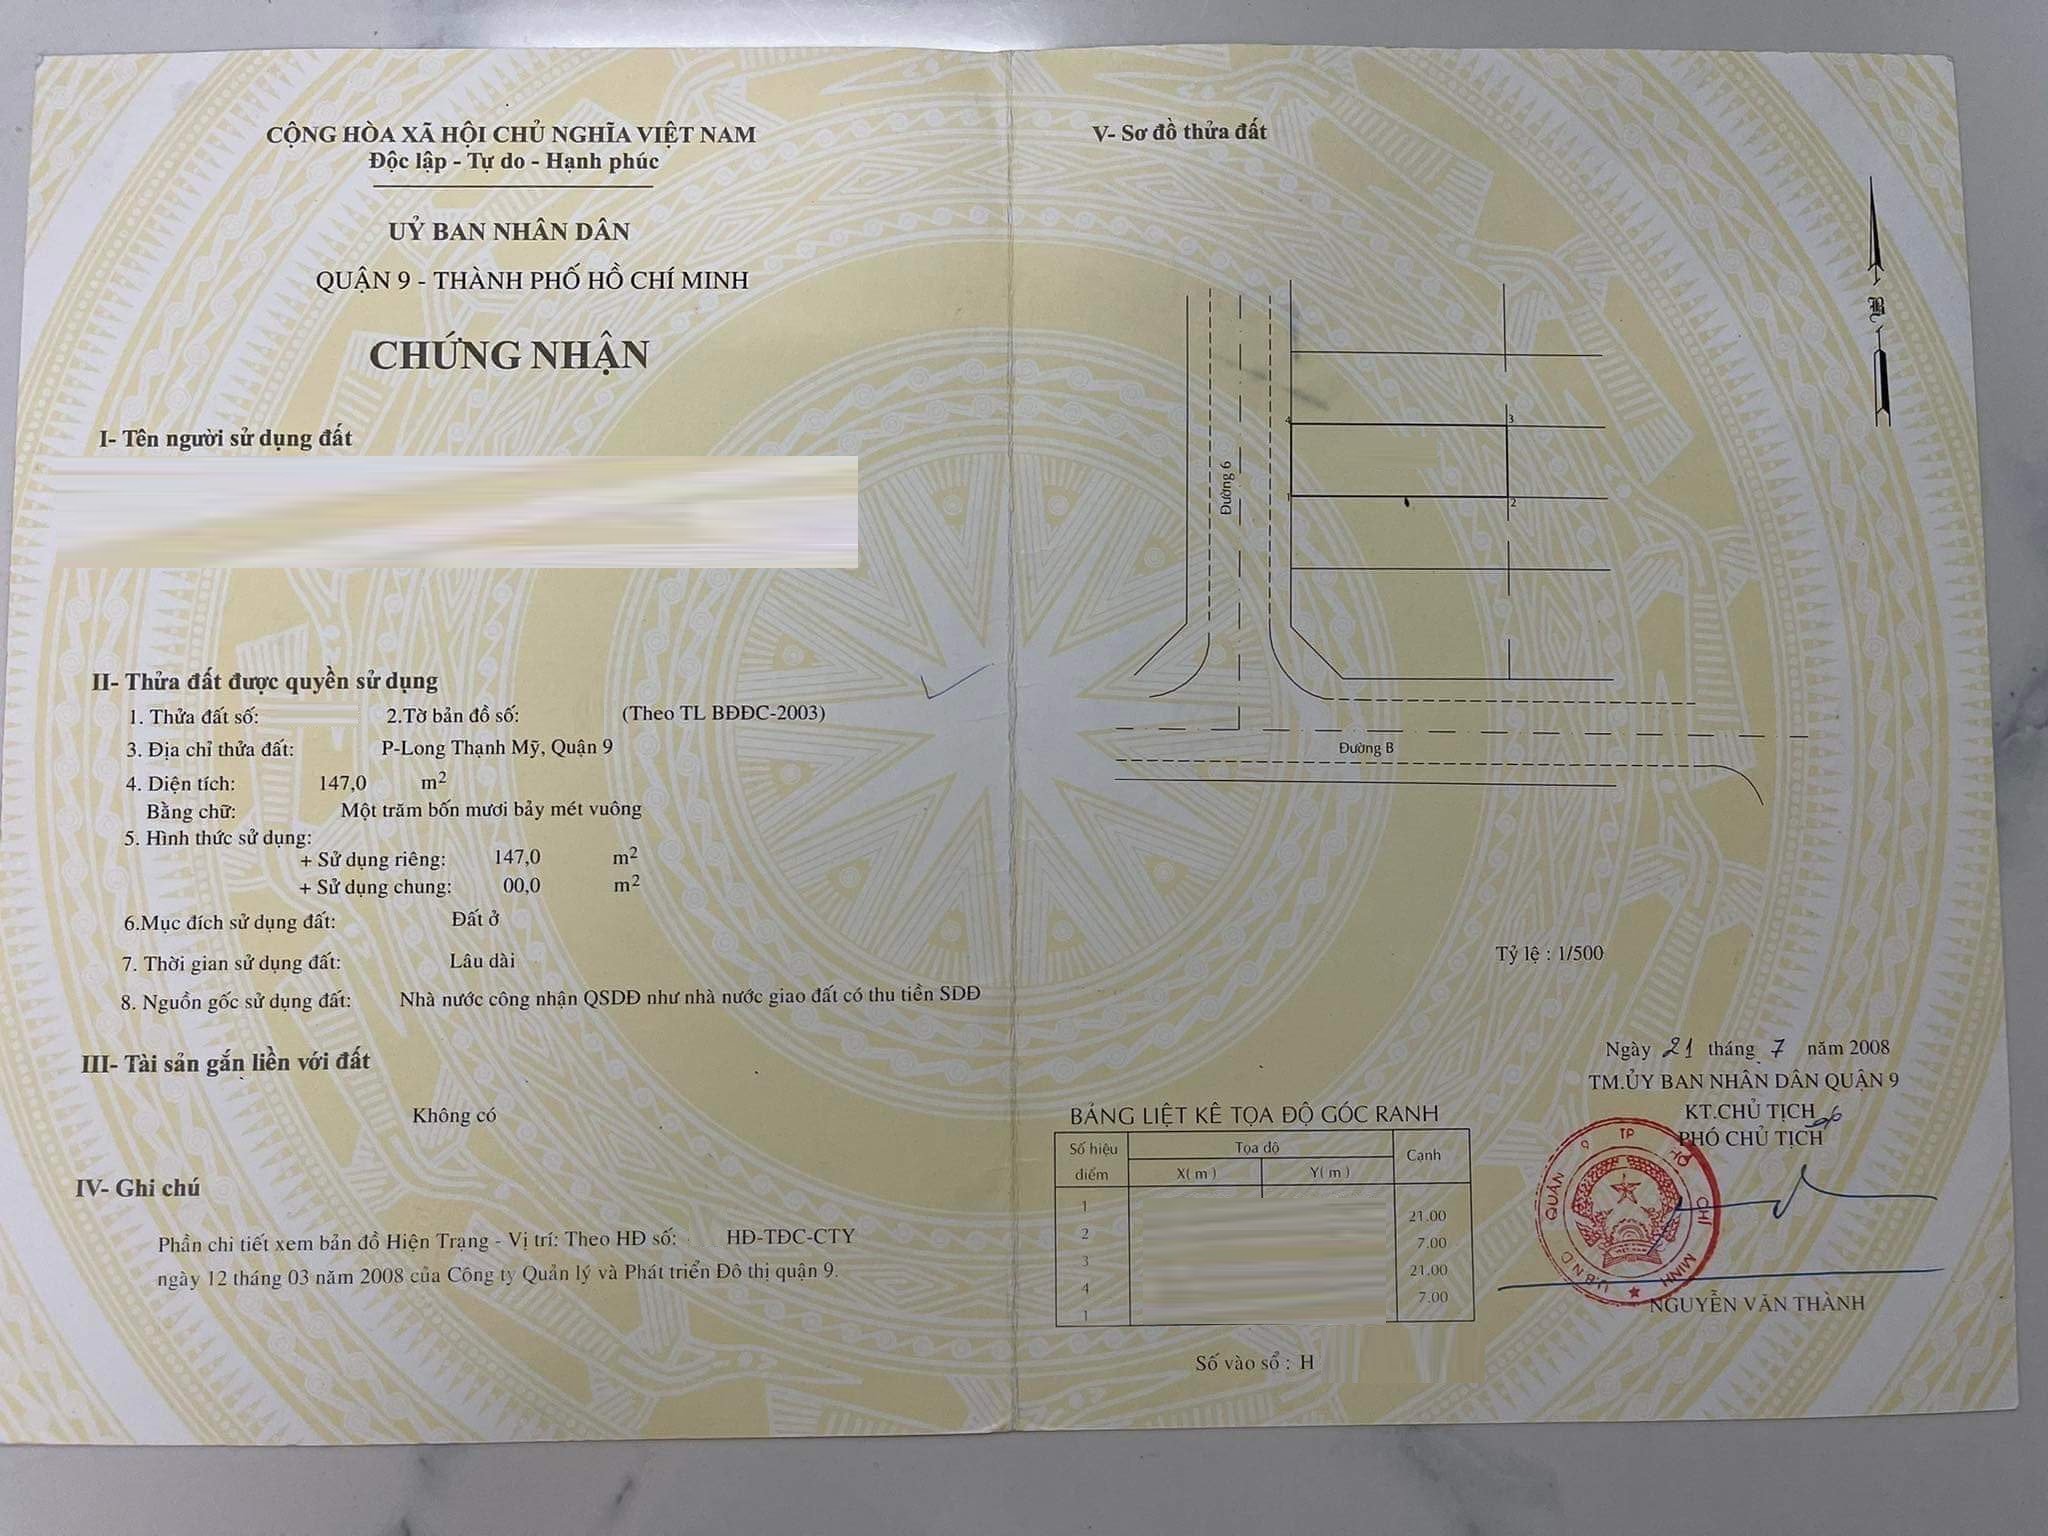 CỘNG HÒA XÃ HỘI CHỦ NGHĨA VIỆT NAM
Độc lập - Tự do - Hạnh phúc
UỶ BAN NHÂN DÂN
QUẬN 9 - THÀNH PHỐ HỒ CHÍ MINH
CHỨNG NHẬN
I- Tên người sử dụng đất
II- Thửa đất được quyền sử dụng
1. Thửa đất số: 2.Tờ bản đồ số: (Theo TL BĐĐC-2003)
3. Địa chỉ thửa đất: P-Long Thạnh Mỹ, Quận 9
4. Diện tích: 147,0 m2
Bằng chữ: Một trăm bốn mươi bảy mét vuông
5. Hình thức sử dụng:
+ Sử dụng riêng: 147,0 m2
+ Sử dụng chung: 00,0 m2
6.Mục đích sử dụng đất: Đất ở
7. Thời gian sử dụng đất: Lâu dài
8. Nguồn gốc sử dụng đất: Nhà nước công nhận QSDĐ như nhà nước giao đất có thu tiền SDĐ
III- Tài sản gắn liền với đất
Không có
IV- Ghi chú
Phần chi tiết xem bản đồ Hiện Trạng - Vị trí: Theo HĐ số: HĐ-TĐC-CTY
ngày 12 tháng 03 năm 2008 của Công ty Quản lý và Phát triển Đô thị quận 9.
V- Sơ đồ thửa đất
B
4 3
Đường 6
1 2
Đường B
Tỷ lệ : 1/500
Ngày 21 tháng 7 năm 2008
TM.ỦY BAN NHÂN DÂN QUẬN 9
KT.CHỦ TỊCH
PHÓ CHỦ TỊCH
U.B.N.D QUẬN 9 TP HỒ CHÍ MINH
NGUYỄN VĂN THÀNH
BẢNG LIỆT KÊ TỌA ĐỘ GÓC RANH
Số hiệu điểm Tọa độ Cạnh
X( m ) Y( m )
1
21.00
2
7.00
3
21.00
4
7.00
1
Số vào sổ : H